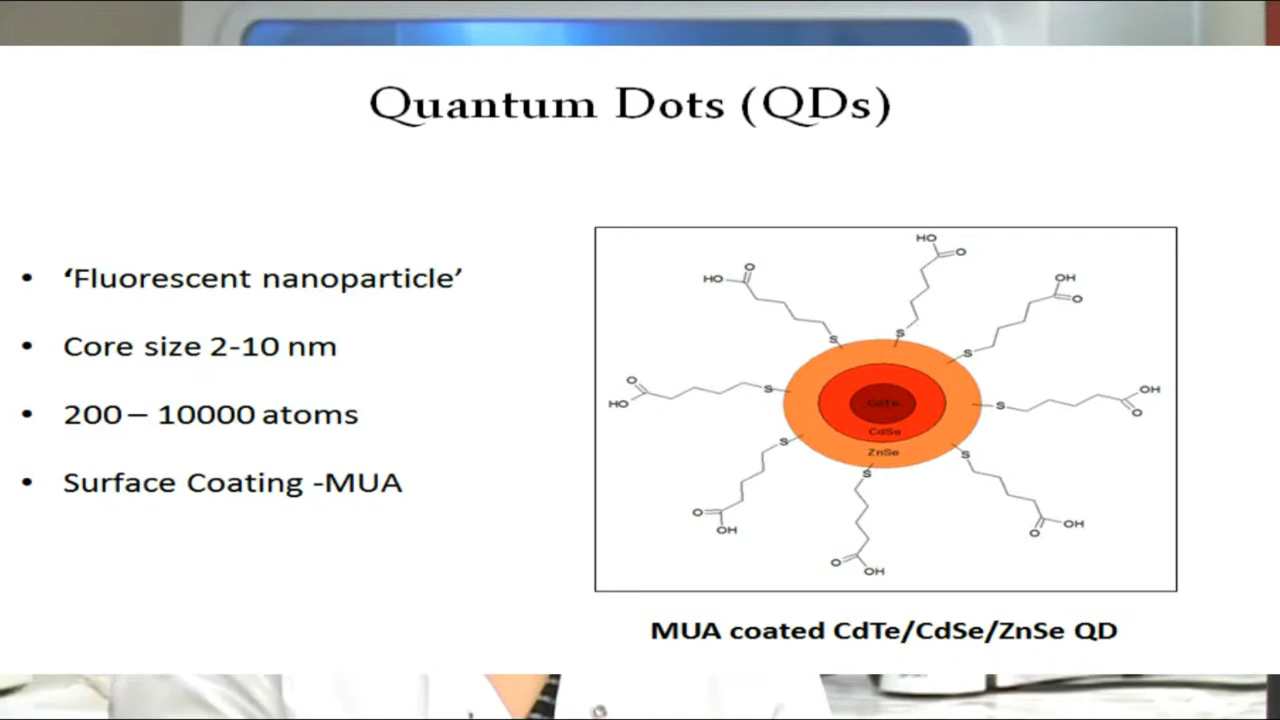 Quantum Dots (QDs)
• ‘Fluorescent nanoparticle’
• Core size 2-10 nm
• 200 – 10000 atoms
• Surface Coating -MUA
HO
O
HO
O
OH
O
S
S
S
O
HO
S
CdTe
S
OH
O
CdSe
ZnSe
S
S
S
O
OH
OH
O
O
OH
MUA coated CdTe/CdSe/ZnSe QD